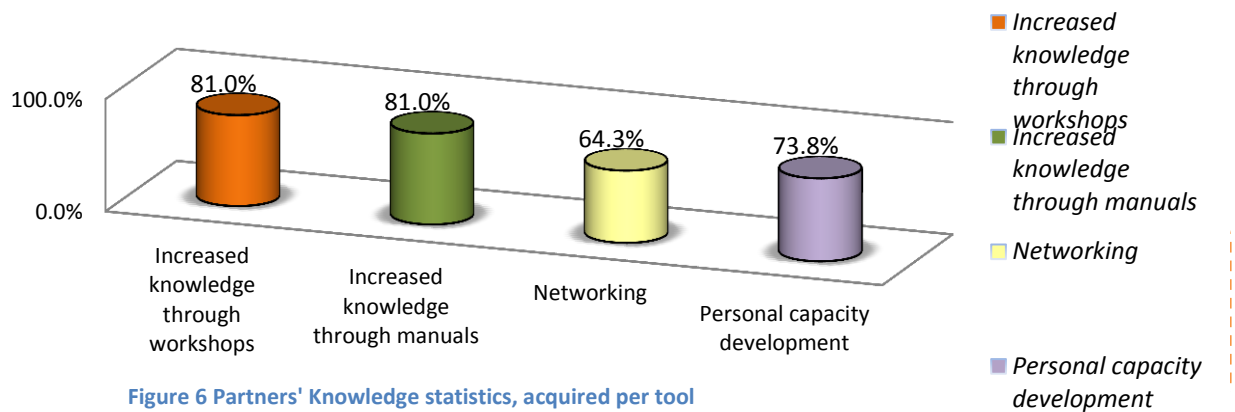 100.0%
0.0%
81.0%
81.0%
64.3%
73.8%
Increased
knowledge
through
workshops
Increased
knowledge
through manuals
Networking
Personal capacity
development
Increased
knowledge
through
workshops
Increased
knowledge
through manuals
Networking
Personal capacity
development
Figure 6 Partners' Knowledge statistics, acquired per tool